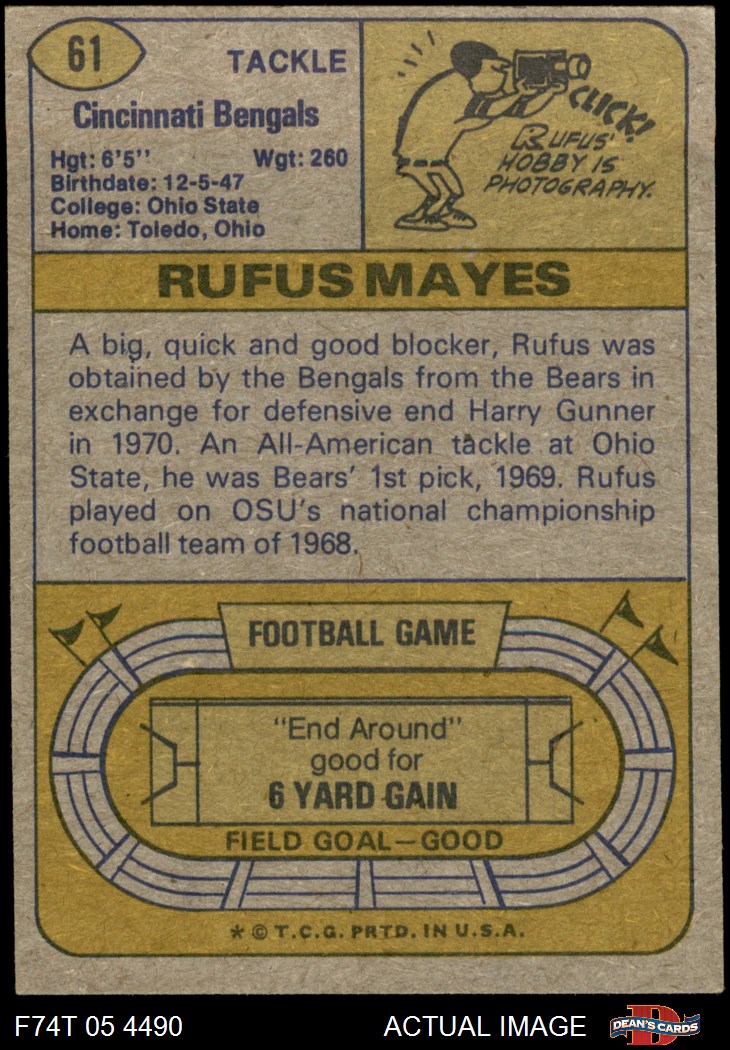 61
TACKLE
Cincinnati Bengals
Hgt: 6'5'' Wgt: 260
Birthdate: 12-5-47
College: Ohio State
Home: Toledo, Ohio
CLICK!
RUFUS'
HOBBY IS
PHOTOGRAPHY.
RUFUS MAYES
A big, quick and good blocker, Rufus was
obtained by the Bengals from the Bears in
exchange for defensive end Harry Gunner
in 1970. An All-American tackle at Ohio
State, he was Bears' 1st pick, 1969. Rufus
played on OSU's national championship
football team of 1968.
FOOTBALL GAME
"End Around"
good for
6 YARD GAIN
FIELD GOAL—GOOD
* © T.C.G. PRTD. IN U.S.A.
F74T 05 4490 ACTUAL IMAGE
D
DEAN'S CARDS